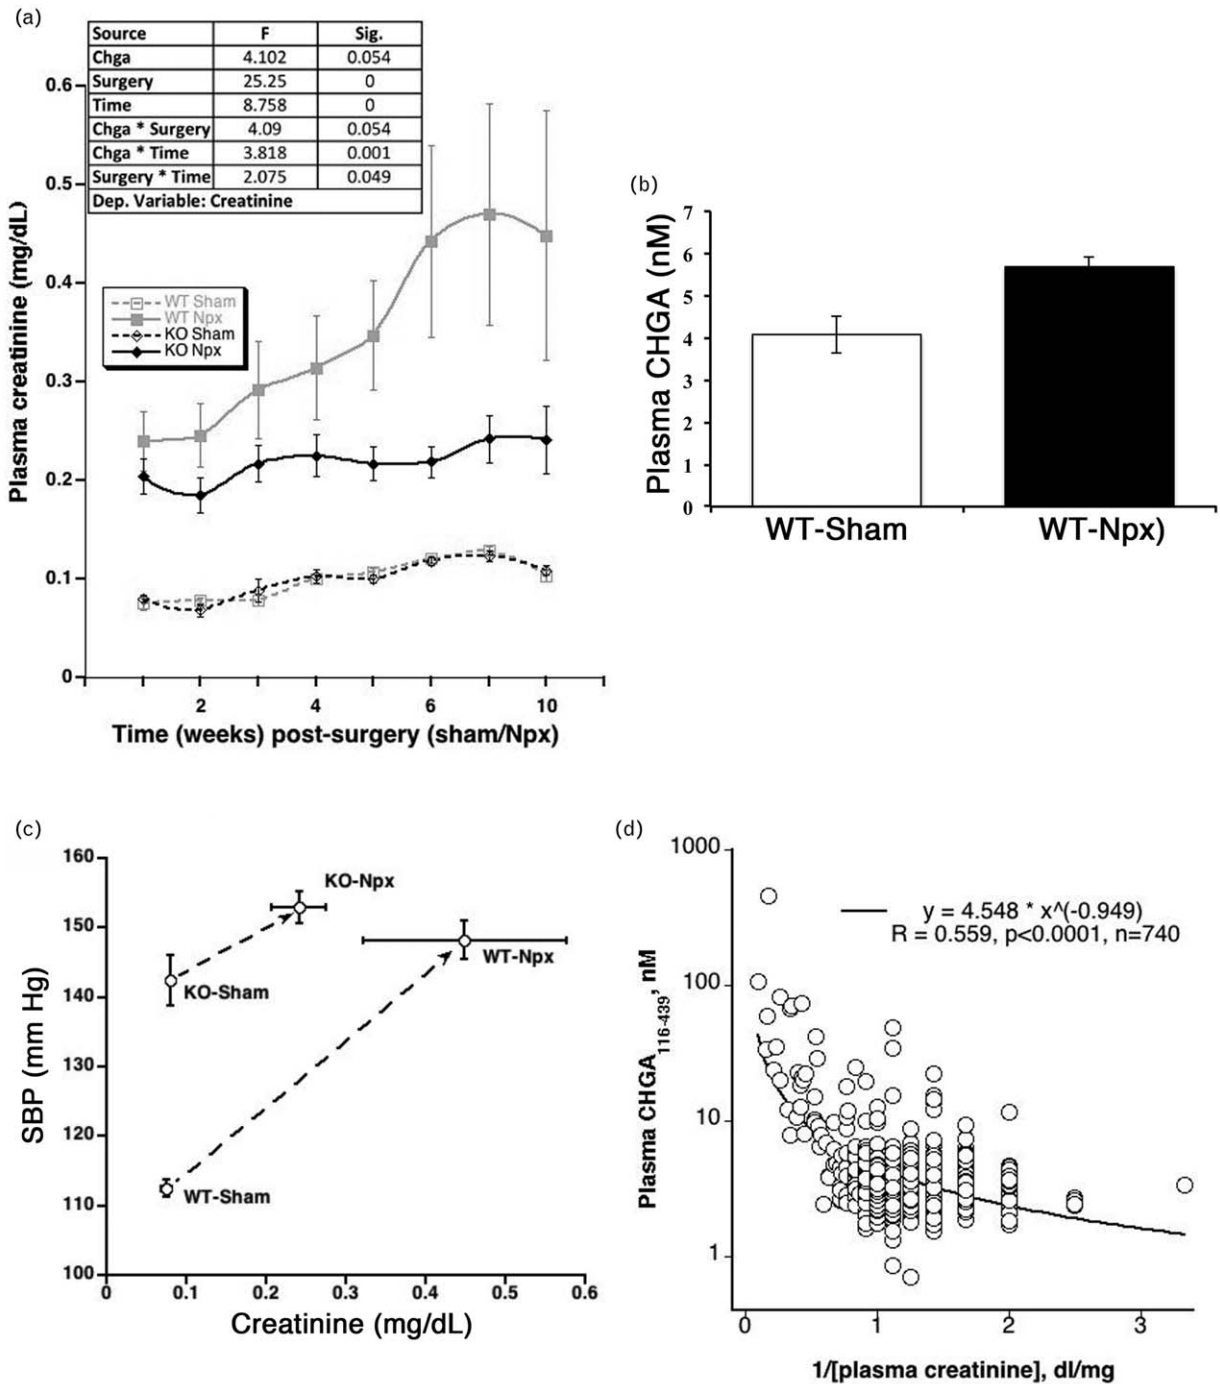 (a)
Source F Sig.
Chga 4.102 0.054
Surgery 25.25 0
Time 8.758 0
Chga * Surgery 4.09 0.054
Chga * Time 3.818 0.001
Surgery * Time 2.075 0.049
Dep. Variable: Creatinine
Plasma creatinine (mg/dL)
0.6
0.5
0.4
0.3
0.2
0.1
0
WT Sham
WT Npx
KO Sham
KO Npx
2 4 6 8 10
Time (weeks) post-surgery (sham/Npx)
(b)
Plasma CHGA (nM)
7
6
5
4
3
2
1
0
WT-Sham WT-Npx)
(c)
SBP (mm Hg)
160
150
140
130
120
110
100
KO-Npx
KO-Sham
WT-Npx
WT-Sham
0 0.1 0.2 0.3 0.4 0.5 0.6
Creatinine (mg/dL)
(d)
Plasma CHGA116-439, nM
1000
100
10
1
y = 4.548 * x^(-0.949)
R = 0.559, p<0.0001, n=740
0 1 2 3
1/[plasma creatinine], dl/mg